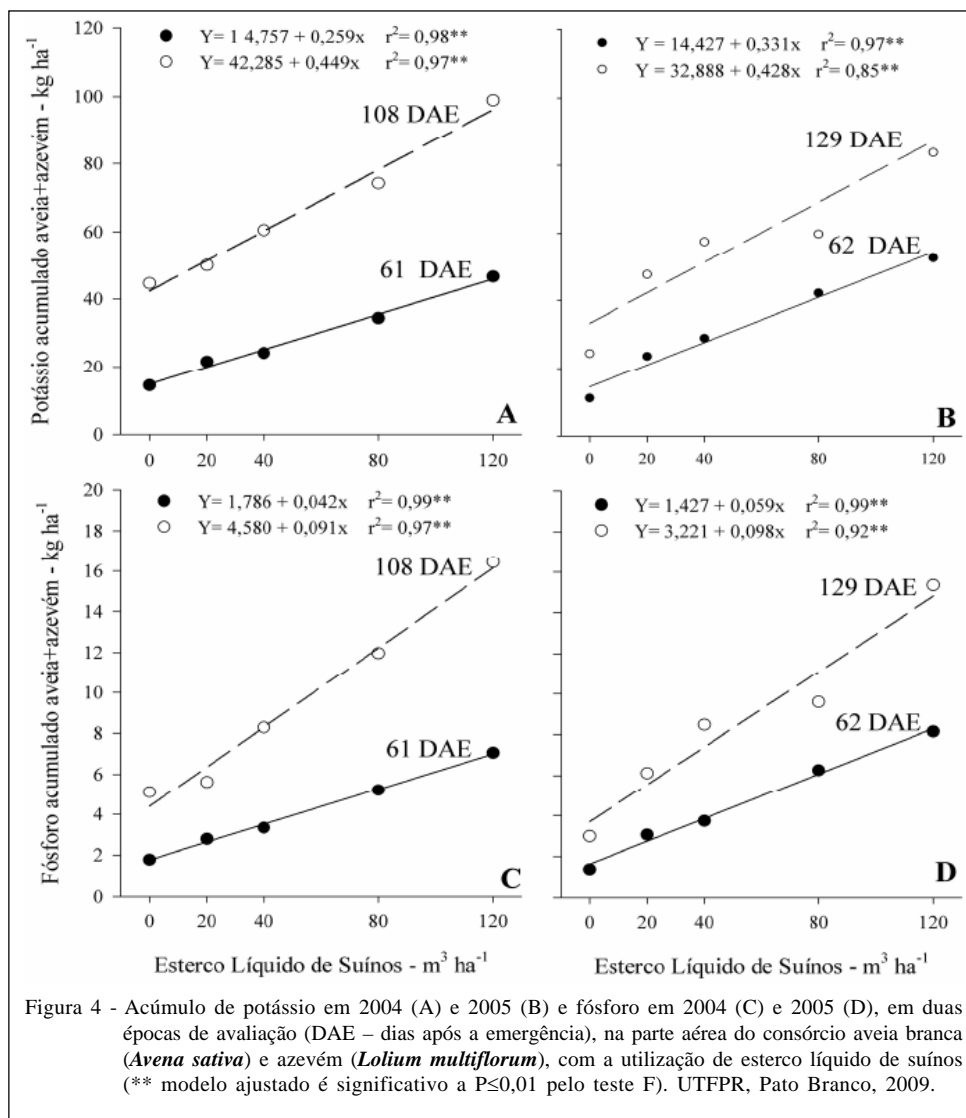 Potássio acumulado aveia+azevém - kg ha⁻¹
120
100
80
60
40
20
0
Y= 1 4,757 + 0,259x r²= 0,98**
Y= 42,285 + 0,449x r²= 0,97**
108 DAE
61 DAE
A
0 20 40 80 120
Y = 14,427 + 0,331x r²= 0,97**
Y = 32,888 + 0,428x r²= 0,85**
129 DAE
62 DAE
B
0 20 40 80 120
Fósforo acumulado aveia+azevém - kg ha⁻¹
20
18
16
14
12
10
8
6
4
2
0
Y= 1,786 + 0,042x r²= 0,99**
Y= 4,580 + 0,091x r²= 0,97**
108 DAE
61 DAE
C
0 20 40 80 120
Esterco Líquido de Suínos - m³ ha⁻¹
Y= 1,427 + 0,059x r²= 0,99**
Y= 3,221 + 0,098x r²= 0,92**
129 DAE
62 DAE
D
0 20 40 80 120
Esterco Líquido de Suínos - m³ ha⁻¹
Figura 4 - Acúmulo de potássio em 2004 (A) e 2005 (B) e fósforo em 2004 (C) e 2005 (D), em duas
épocas de avaliação (DAE – dias após a emergência), na parte aérea do consórcio aveia branca
(Avena sativa) e azevém (Lolium multiflorum), com a utilização de esterco líquido de suínos
(** modelo ajustado é significativo a P≤0,01 pelo teste F). UTFPR, Pato Branco, 2009.